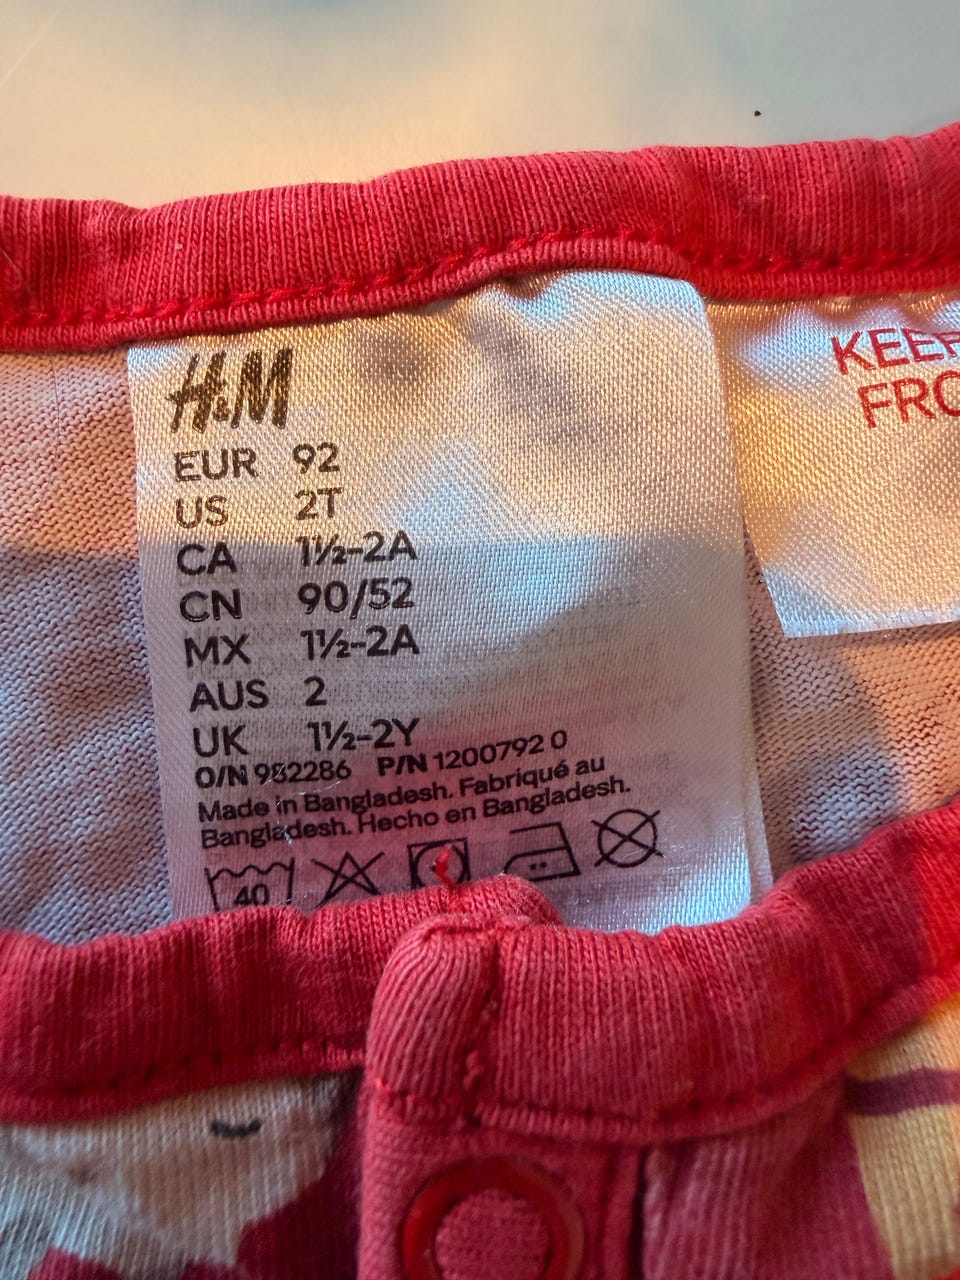 H&M
EUR 92
US 2T
CA 1½-2A
CN 90/52
MX 1½-2A
AUS 2
UK 1½-2Y
O/N 982286 P/N 1200792 0
Made in Bangladesh. Fabriqué au
Bangladesh. Hecho en Bangladesh.
40
KEEP
FRO